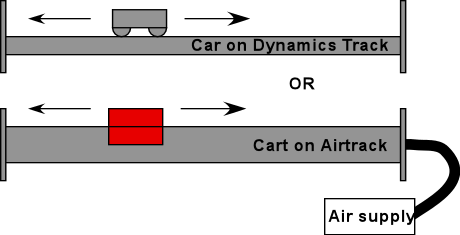 Car on Dynamics Track
OR
Cart on Airtrack
Air supply